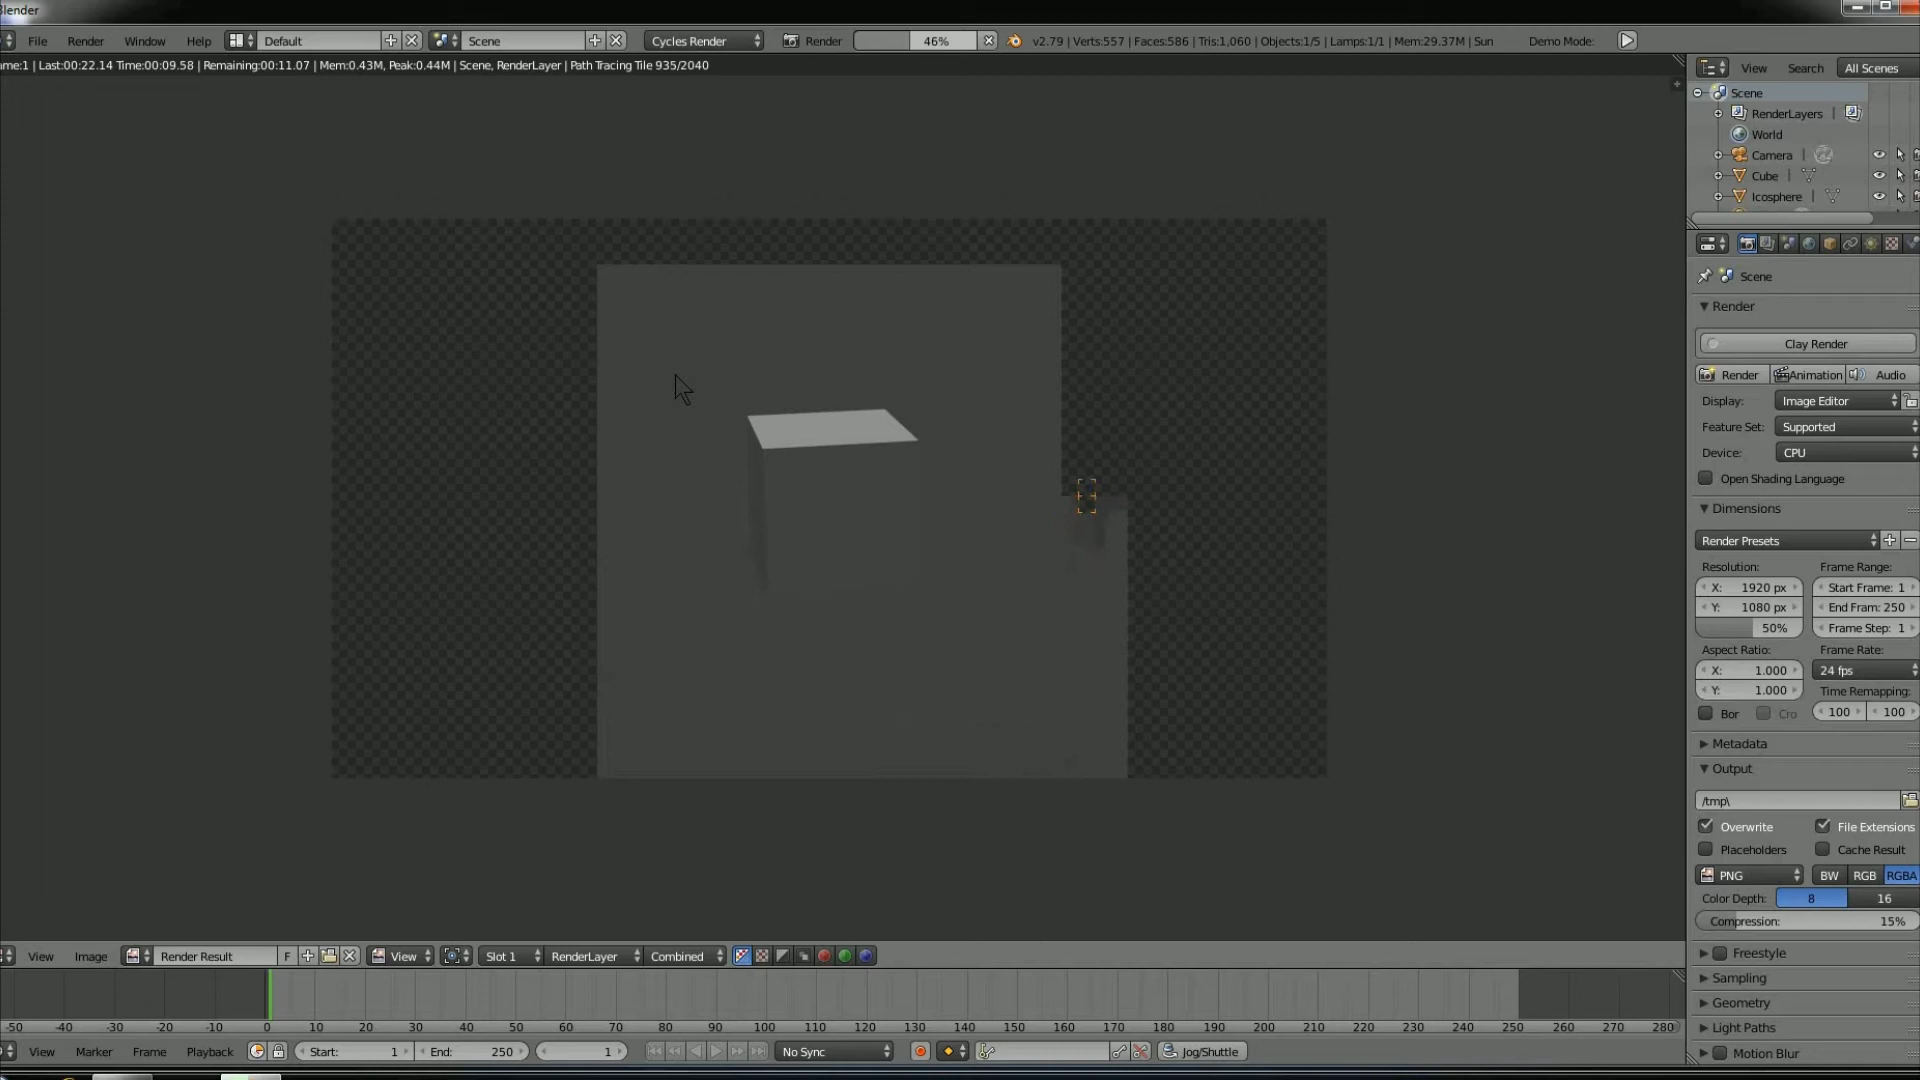 Blender
File Render Window Help Default Scene Cycles Render Render 46% v2.79 | Verts:557 | Faces:586 | Tris:1,060 | Objects:1/5 | Lamps:1/1 | Mem:29.37M | Sun Demo Mode:
ame:1 | Last:00:22.14 Time:00:09.58 | Remaining:00:11.07 | Mem:0.43M, Peak:0.44M | Scene, RenderLayer | Path Tracing Tile 935/2040
View Search All Scenes
Scene
RenderLayers |
World
Camera |
Cube |
Icosphere |
Scene
Render
Clay Render
Render Animation Audio
Display: Image Editor
Feature Set: Supported
Device: CPU
Open Shading Language
Dimensions
Render Presets
Resolution: Frame Range:
X: 1920 px Start Frame: 1
Y: 1080 px End Fram: 250
50% Frame Step: 1
Aspect Ratio: Frame Rate:
X: 1.000 24 fps
Y: 1.000 Time Remapping:
Bor Cro 100 100
Metadata
Output
/tmp\
Overwrite File Extensions
Placeholders Cache Result
PNG BW RGB RGBA
Color Depth: 8 16
Compression: 15%
Freestyle
Sampling
Geometry
Light Paths
Motion Blur
View Image Render Result F View Slot 1 RenderLayer Combined
-50 -40 -30 -20 -10 0 10 20 30 40 50 60 70 80 90 100 110 120 130 140 150 160 170 180 190 200 210 220 230 240 250 260 270 280
View Marker Frame Playback Start: 1 End: 250 1 No Sync Jog/Shuttle